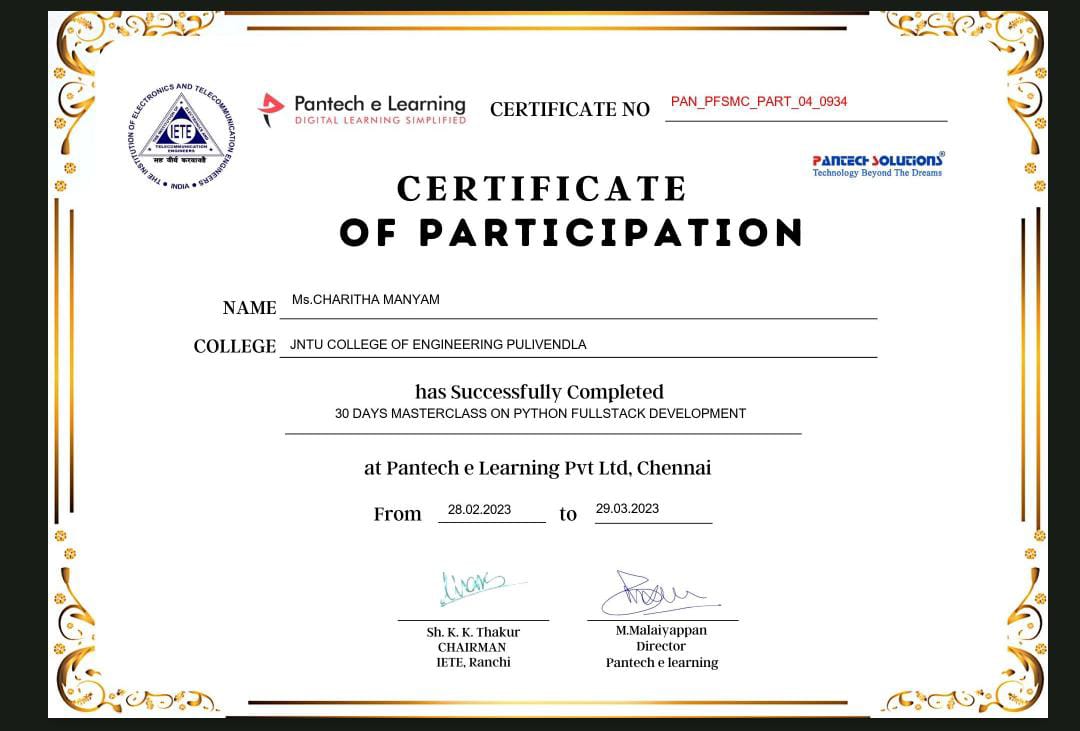 THE INSTITUTION OF ELECTRONICS AND TELECOMMUNICATION ENGINEERS
INDIA
IETE
TELECOMMUNICATION
ENGINEERS
Pantech e Learning
DIGITAL LEARNING SIMPLIFIED
CERTIFICATE NO PAN_PFSMC_PART_04_0934
PANTECH SOLUTIONS®
Technology Beyond The Dreams
CERTIFICATE
OF PARTICIPATION
NAME Ms.CHARITHA MANYAM
COLLEGE JNTU COLLEGE OF ENGINEERING PULIVENDLA
has Successfully Completed
30 DAYS MASTERCLASS ON PYTHON FULLSTACK DEVELOPMENT
at Pantech e Learning Pvt Ltd, Chennai
From 28.02.2023 to 29.03.2023
Sh. K. K. Thakur
CHAIRMAN
IETE, Ranchi
M.Malaiyappan
Director
Pantech e learning